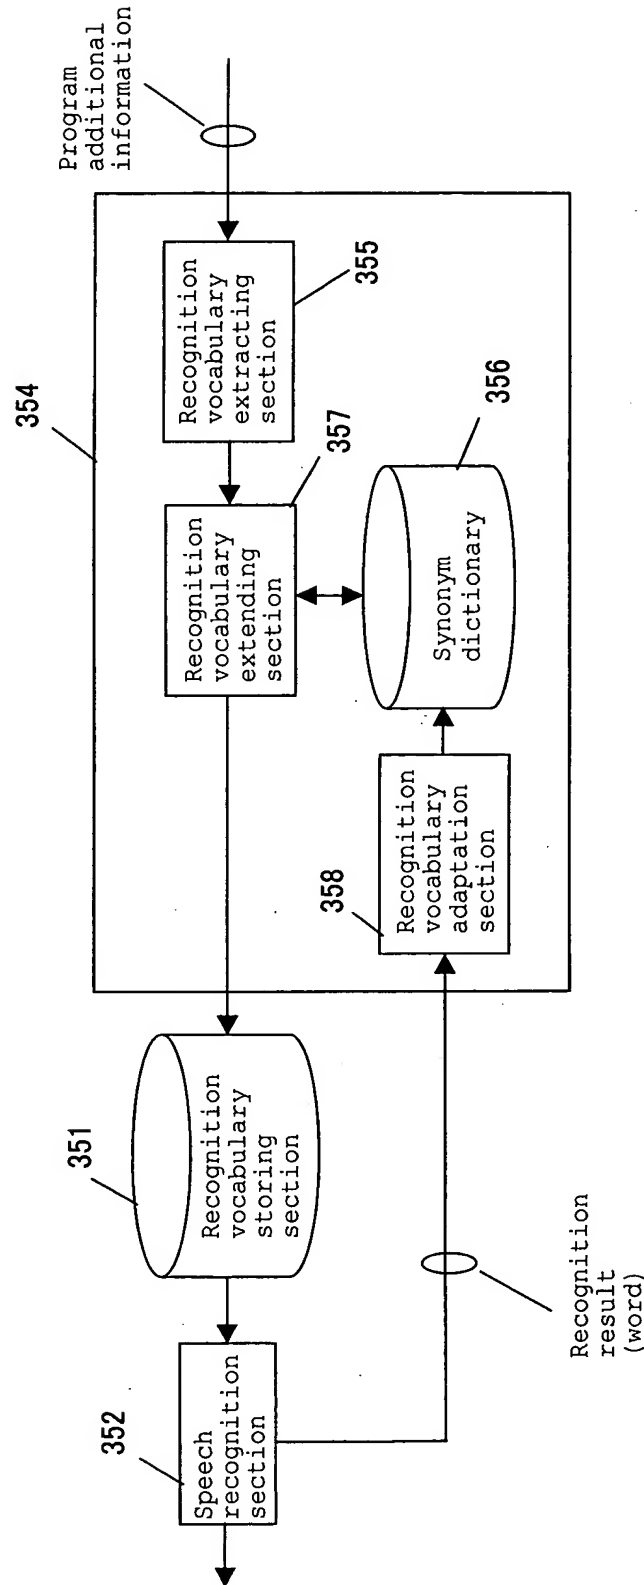 Program
additional
information
354
Recognition
vocabulary
extracting
section
355
Recognition
vocabulary
extending
section
357
Synonym
dictionary
356
Recognition
vocabulary
adaptation
section
358
Recognition
vocabulary
storing
section
351
Speech
recognition
section
352
Recognition
result
(word)